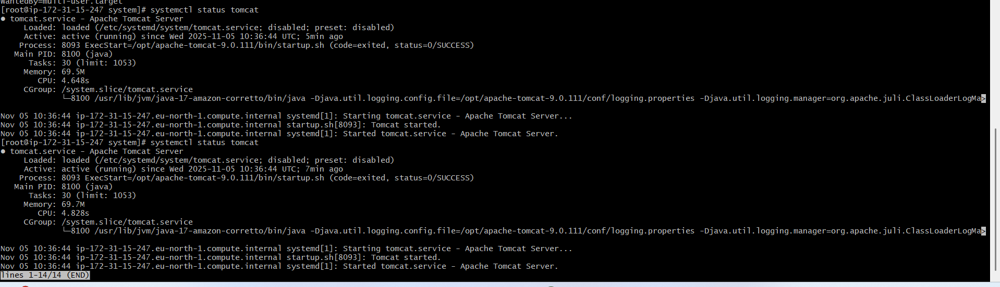 WantedBy=multi-user.target
[root@ip-172-31-15-247 system]# systemctl status tomcat
● tomcat.service - Apache Tomcat Server
     Loaded: loaded (/etc/systemd/system/tomcat.service; disabled; preset: disabled)
     Active: active (running) since Wed 2025-11-05 10:36:44 UTC; 5min ago
    Process: 8093 ExecStart=/opt/apache-tomcat-9.0.111/bin/startup.sh (code=exited, status=0/SUCCESS)
   Main PID: 8100 (java)
      Tasks: 30 (limit: 1053)
     Memory: 69.5M
        CPU: 4.648s
     CGroup: /system.slice/tomcat.service
             └─8100 /usr/lib/jvm/java-17-amazon-corretto/bin/java -Djava.util.logging.config.file=/opt/apache-tomcat-9.0.111/conf/logging.properties -Djava.util.logging.manager=org.apache.juli.ClassLoaderLogMa>

Nov 05 10:36:44 ip-172-31-15-247.eu-north-1.compute.internal systemd[1]: Starting tomcat.service - Apache Tomcat Server...
Nov 05 10:36:44 ip-172-31-15-247.eu-north-1.compute.internal startup.sh[8093]: Tomcat started.
Nov 05 10:36:44 ip-172-31-15-247.eu-north-1.compute.internal systemd[1]: Started tomcat.service - Apache Tomcat Server.
[root@ip-172-31-15-247 system]# systemctl status tomcat
● tomcat.service - Apache Tomcat Server
     Loaded: loaded (/etc/systemd/system/tomcat.service; disabled; preset: disabled)
     Active: active (running) since Wed 2025-11-05 10:36:44 UTC; 7min ago
    Process: 8093 ExecStart=/opt/apache-tomcat-9.0.111/bin/startup.sh (code=exited, status=0/SUCCESS)
   Main PID: 8100 (java)
      Tasks: 30 (limit: 1053)
     Memory: 69.7M
        CPU: 4.828s
     CGroup: /system.slice/tomcat.service
             └─8100 /usr/lib/jvm/java-17-amazon-corretto/bin/java -Djava.util.logging.config.file=/opt/apache-tomcat-9.0.111/conf/logging.properties -Djava.util.logging.manager=org.apache.juli.ClassLoaderLogMa>

Nov 05 10:36:44 ip-172-31-15-247.eu-north-1.compute.internal systemd[1]: Starting tomcat.service - Apache Tomcat Server...
Nov 05 10:36:44 ip-172-31-15-247.eu-north-1.compute.internal startup.sh[8093]: Tomcat started.
Nov 05 10:36:44 ip-172-31-15-247.eu-north-1.compute.internal systemd[1]: Started tomcat.service - Apache Tomcat Server.
lines 1-14/14 (END)